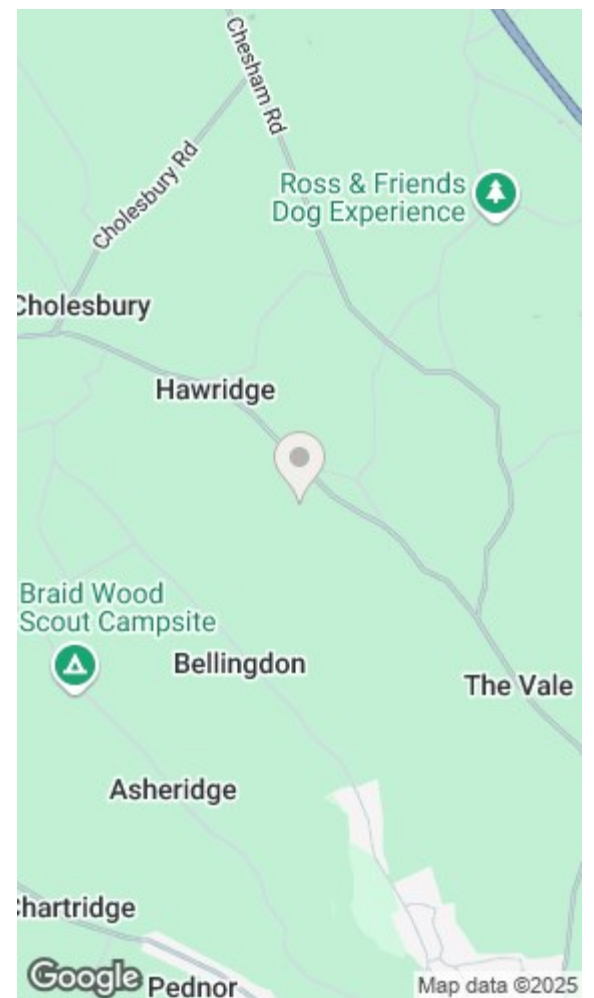 Chesham Rd
Cholesbury Rd
Ross & Friends
Dog Experience
Cholesbury
Hawridge
Braid Wood
Scout Campsite
Bellingdon
The Vale
Asheridge
Chartridge
Google
Pednor
Map data ©2025